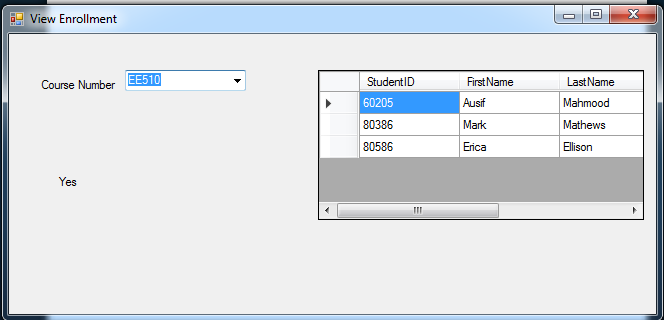 View Enrollment
Course Number EE510
StudentID FirstName LastName
60205 Ausif Mahmood
80386 Mark Mathews
80586 Erica Ellison
Yes